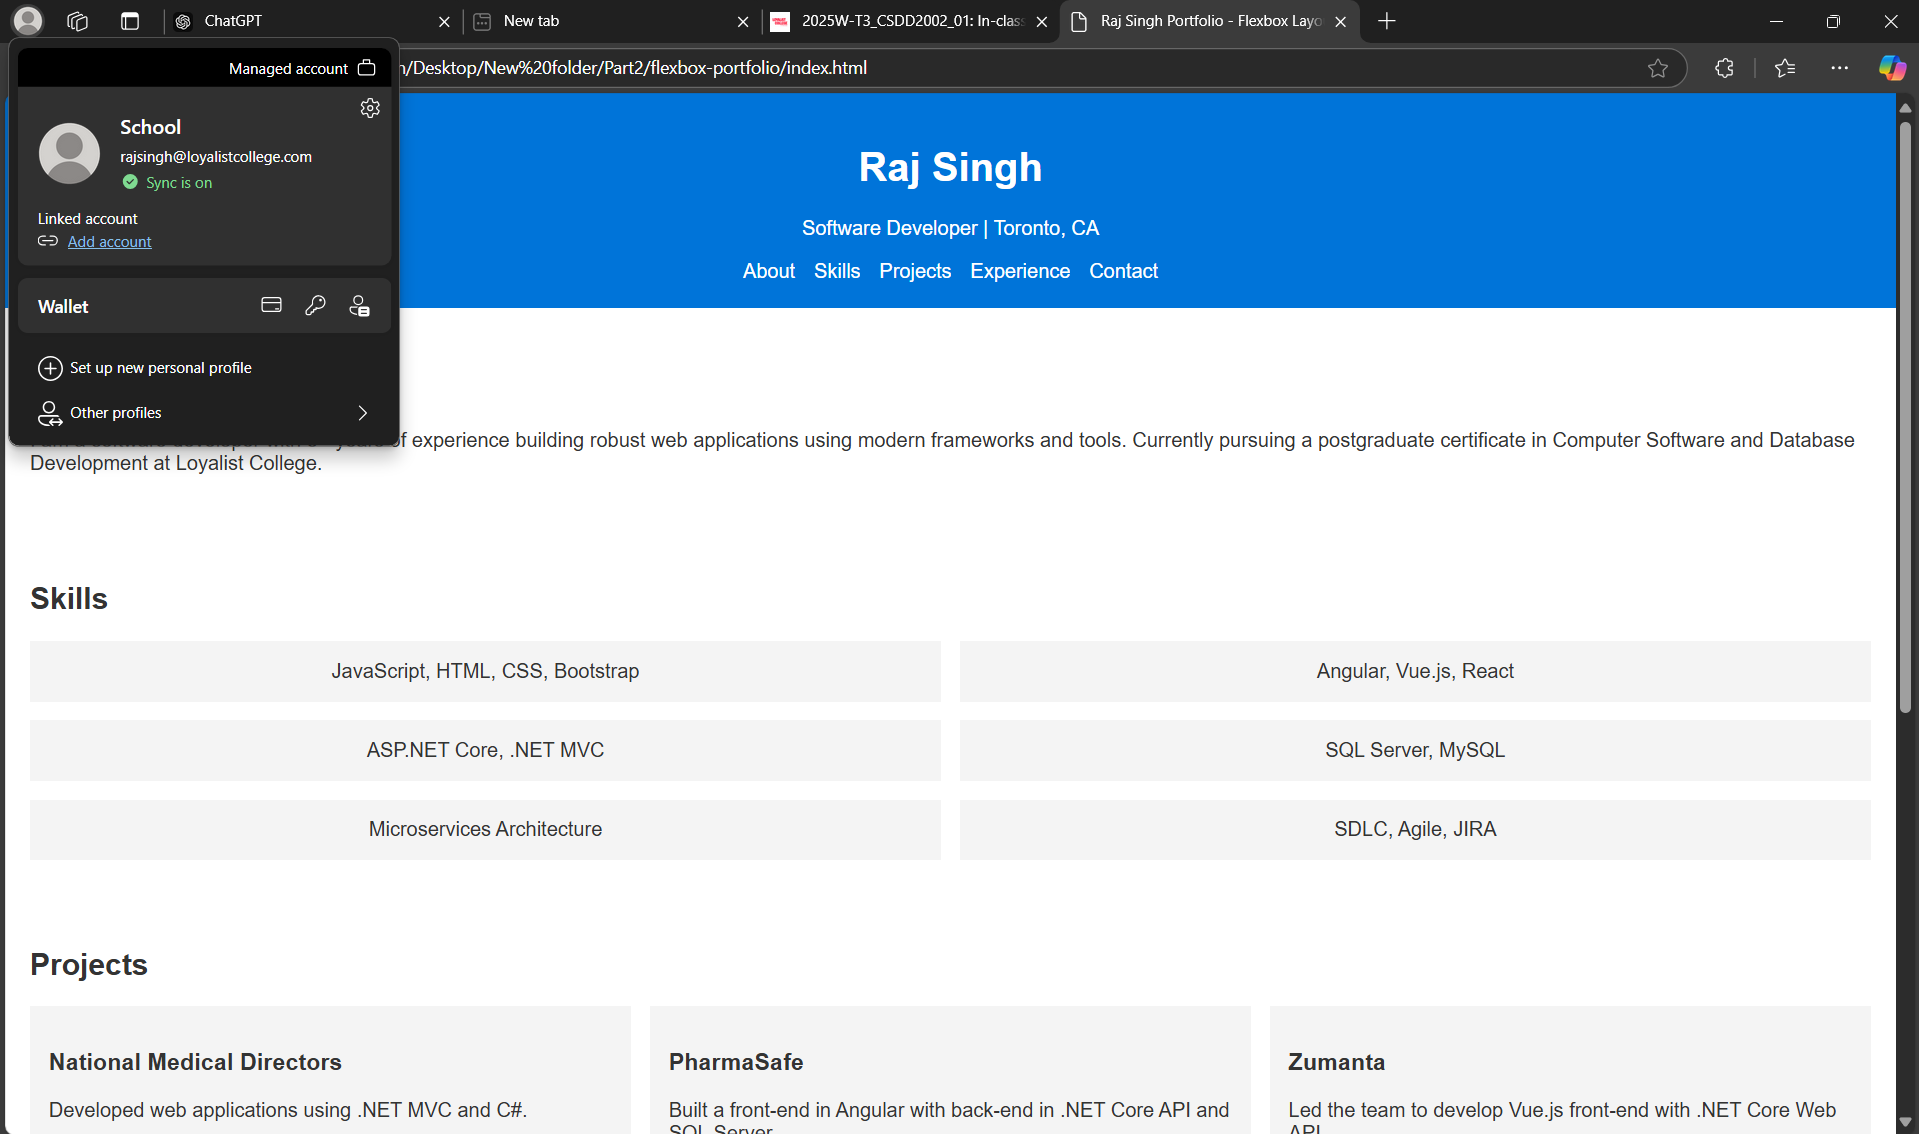 ChatGPT
New tab
2025W-T3_CSDD2002_01: In-clas
Raj Singh Portfolio - Flexbox Layo
Managed account
/Desktop/New%20folder/Part2/flexbox-portfolio/index.html
School
rajsingh@loyalistcollege.com
Sync is on
Linked account
Add account
Wallet
Set up new personal profile
Other profiles
Raj Singh
Software Developer | Toronto, CA
About Skills Projects Experience Contact
of experience building robust web applications using modern frameworks and tools. Currently pursuing a postgraduate certificate in Computer Software and Database
Development at Loyalist College.
Skills
JavaScript, HTML, CSS, Bootstrap
Angular, Vue.js, React
ASP.NET Core, .NET MVC
SQL Server, MySQL
Microservices Architecture
SDLC, Agile, JIRA
Projects
National Medical Directors
Developed web applications using .NET MVC and C#.
PharmaSafe
Built a front-end in Angular with back-end in .NET Core API and
SQL Server
Zumanta
Led the team to develop Vue.js front-end with .NET Core Web
API